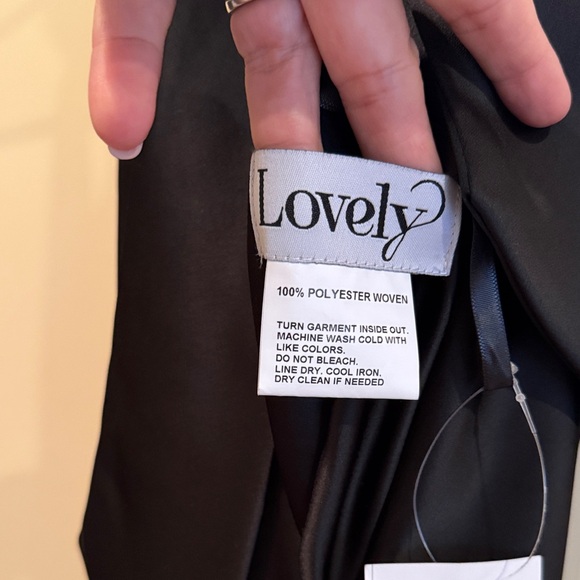 Lovely
100% POLYESTER WOVEN
TURN GARMENT INSIDE OUT.
MACHINE WASH COLD WITH
LIKE COLORS.
DO NOT BLEACH.
LINE DRY. COOL IRON.
DRY CLEAN IF NEEDED